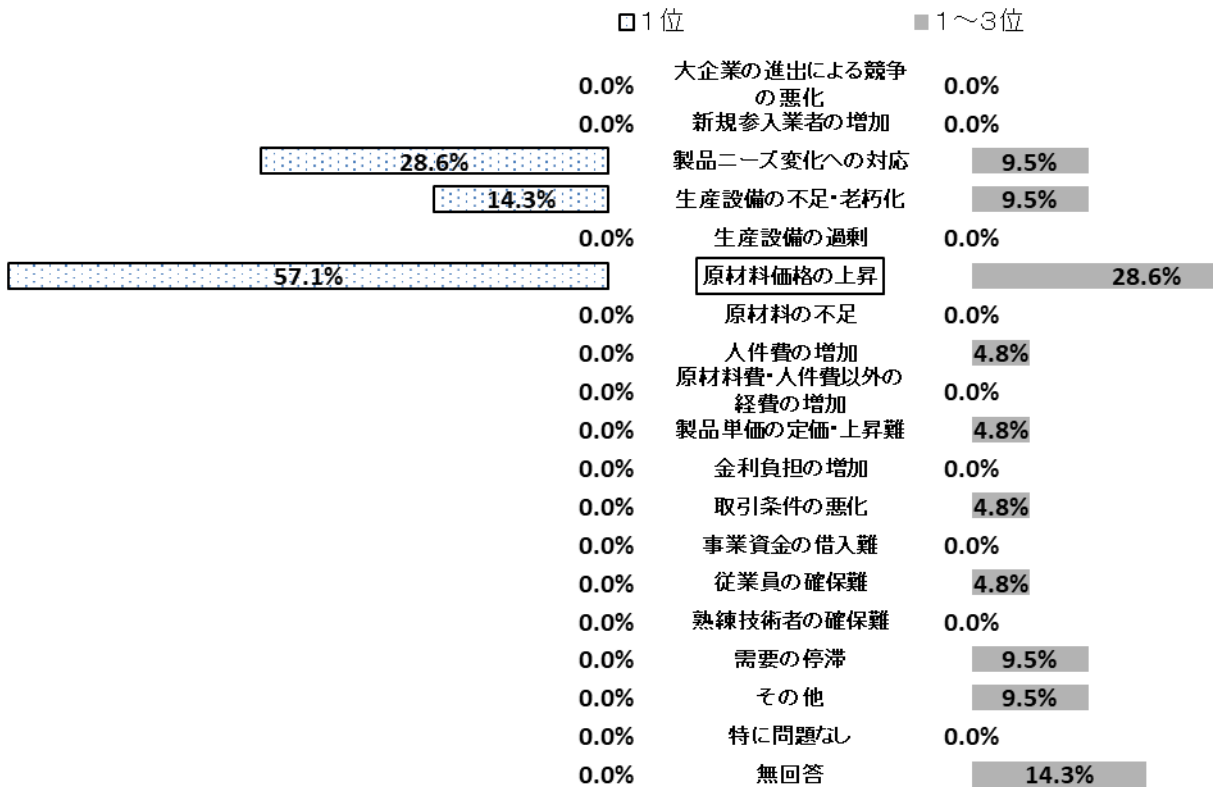 1位 1～3位
0.0% 大企業の進出による競争の悪化 0.0%
0.0% 新規参入業者の増加 0.0%
28.6% 製品ニーズ変化への対応 9.5%
14.3% 生産設備の不足・老朽化 9.5%
0.0% 生産設備の過剰 0.0%
57.1% 原材料価格の上昇 28.6%
0.0% 原材料の不足 0.0%
0.0% 人件費の増加 4.8%
0.0% 原材料費・人件費以外の経費の増加 0.0%
0.0% 製品単価の定価・上昇難 4.8%
0.0% 金利負担の増加 0.0%
0.0% 取引条件の悪化 4.8%
0.0% 事業資金の借入難 0.0%
0.0% 従業員の確保難 4.8%
0.0% 熟練技術者の確保難 0.0%
0.0% 需要の停滞 9.5%
0.0% その他 9.5%
0.0% 特に問題なし 0.0%
0.0% 無回答 14.3%